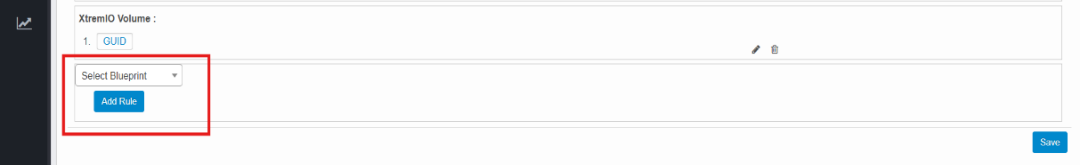 XtremIO Volume :
1. GUID
Select Blueprint
Add Rule
Save